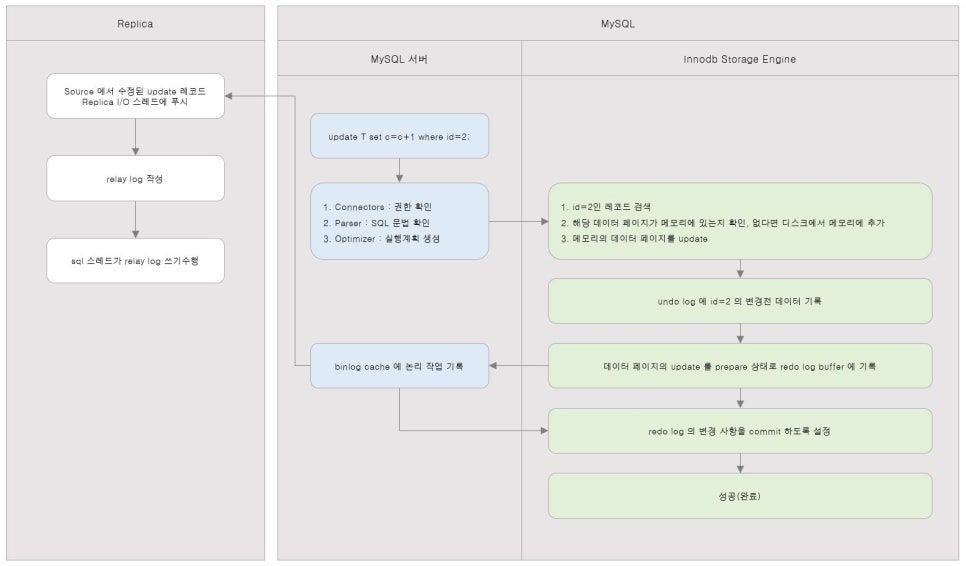 Replica
Source 에서 수정된 update 레코드
Replica I/O 스레드에 푸시
relay log 작성
sql 스레드가 relay log 쓰기수행
MySQL
MySQL 서버
Innodb Storage Engine
update T set c=c+1 where id=2;
1. Connectors : 권한 확인
2. Parser : SQL 문법 확인
3. Optimizer : 실행계획 생성
1. id=2인 레코드 검색
2. 해당 데이터 페이지가 메모리에 있는지 확인, 없다면 디스크에서 메모리에 추가
3. 메모리의 데이터 페이지를 update
undo log 에 id=2 의 변경전 데이터 기록
binlog cache 에 논리 작업 기록
데이터 페이지의 update 를 prepare 상태로 redo log buffer 에 기록
redo log 의 변경 사항을 commit 하도록 설정
성공(완료)